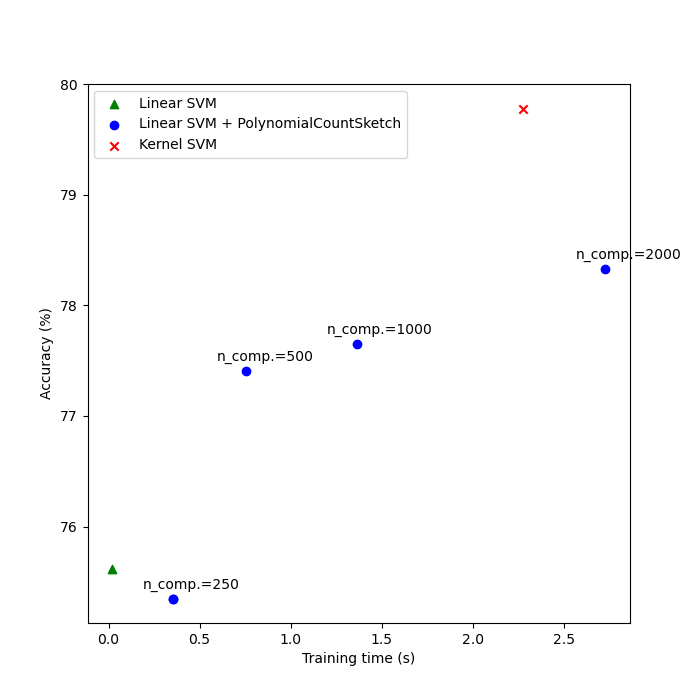 80
79
78
77
76
Accuracy (%)
Linear SVM
Linear SVM + PolynomialCountSketch
Kernel SVM
n_comp.=2000
n_comp.=1000
n_comp.=500
n_comp.=250
0.0 0.5 1.0 1.5 2.0 2.5
Training time (s)